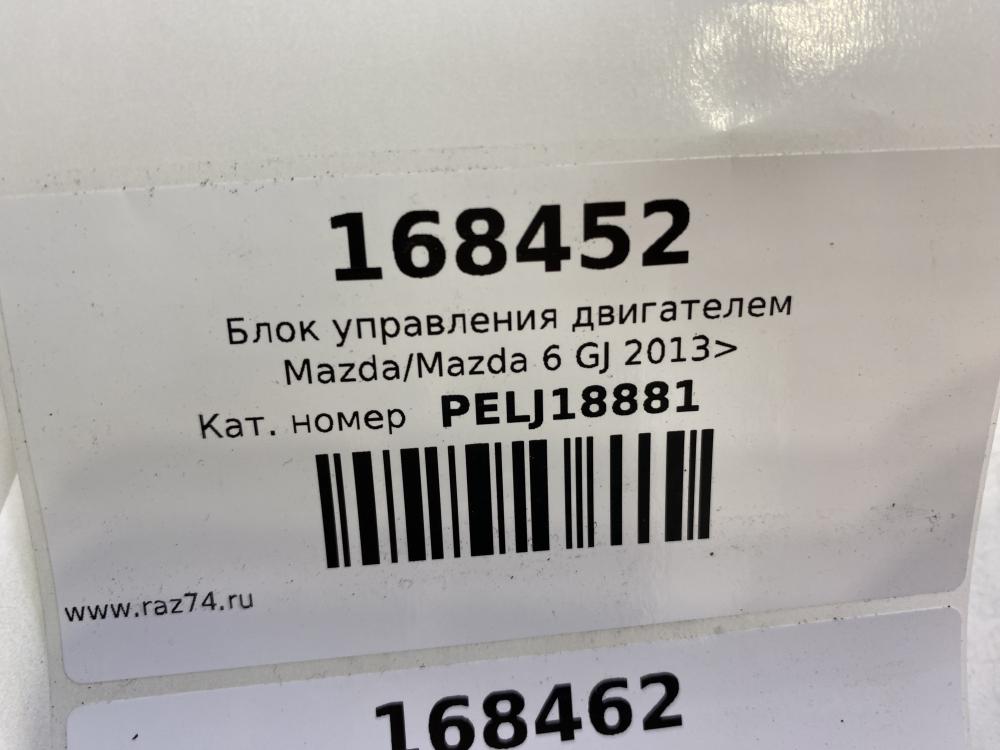 168452
Блок управления двигателем
Mazda/Mazda 6 GJ 2013>
Кат. номер PELJ18881
www.raz74.ru
168462